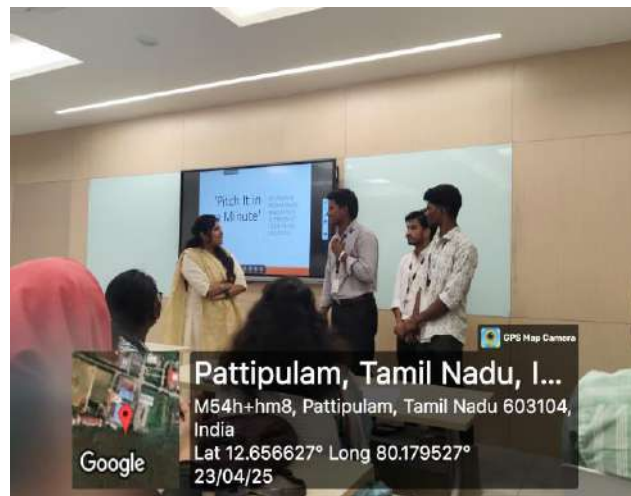 'Pitch It in
a Minute'
GPS Map Camera
Pattipulam, Tamil Nadu, I...
M54h+hm8, Pattipulam, Tamil Nadu 603104,
India
Lat 12.656627° Long 80.179527°
23/04/25
Google